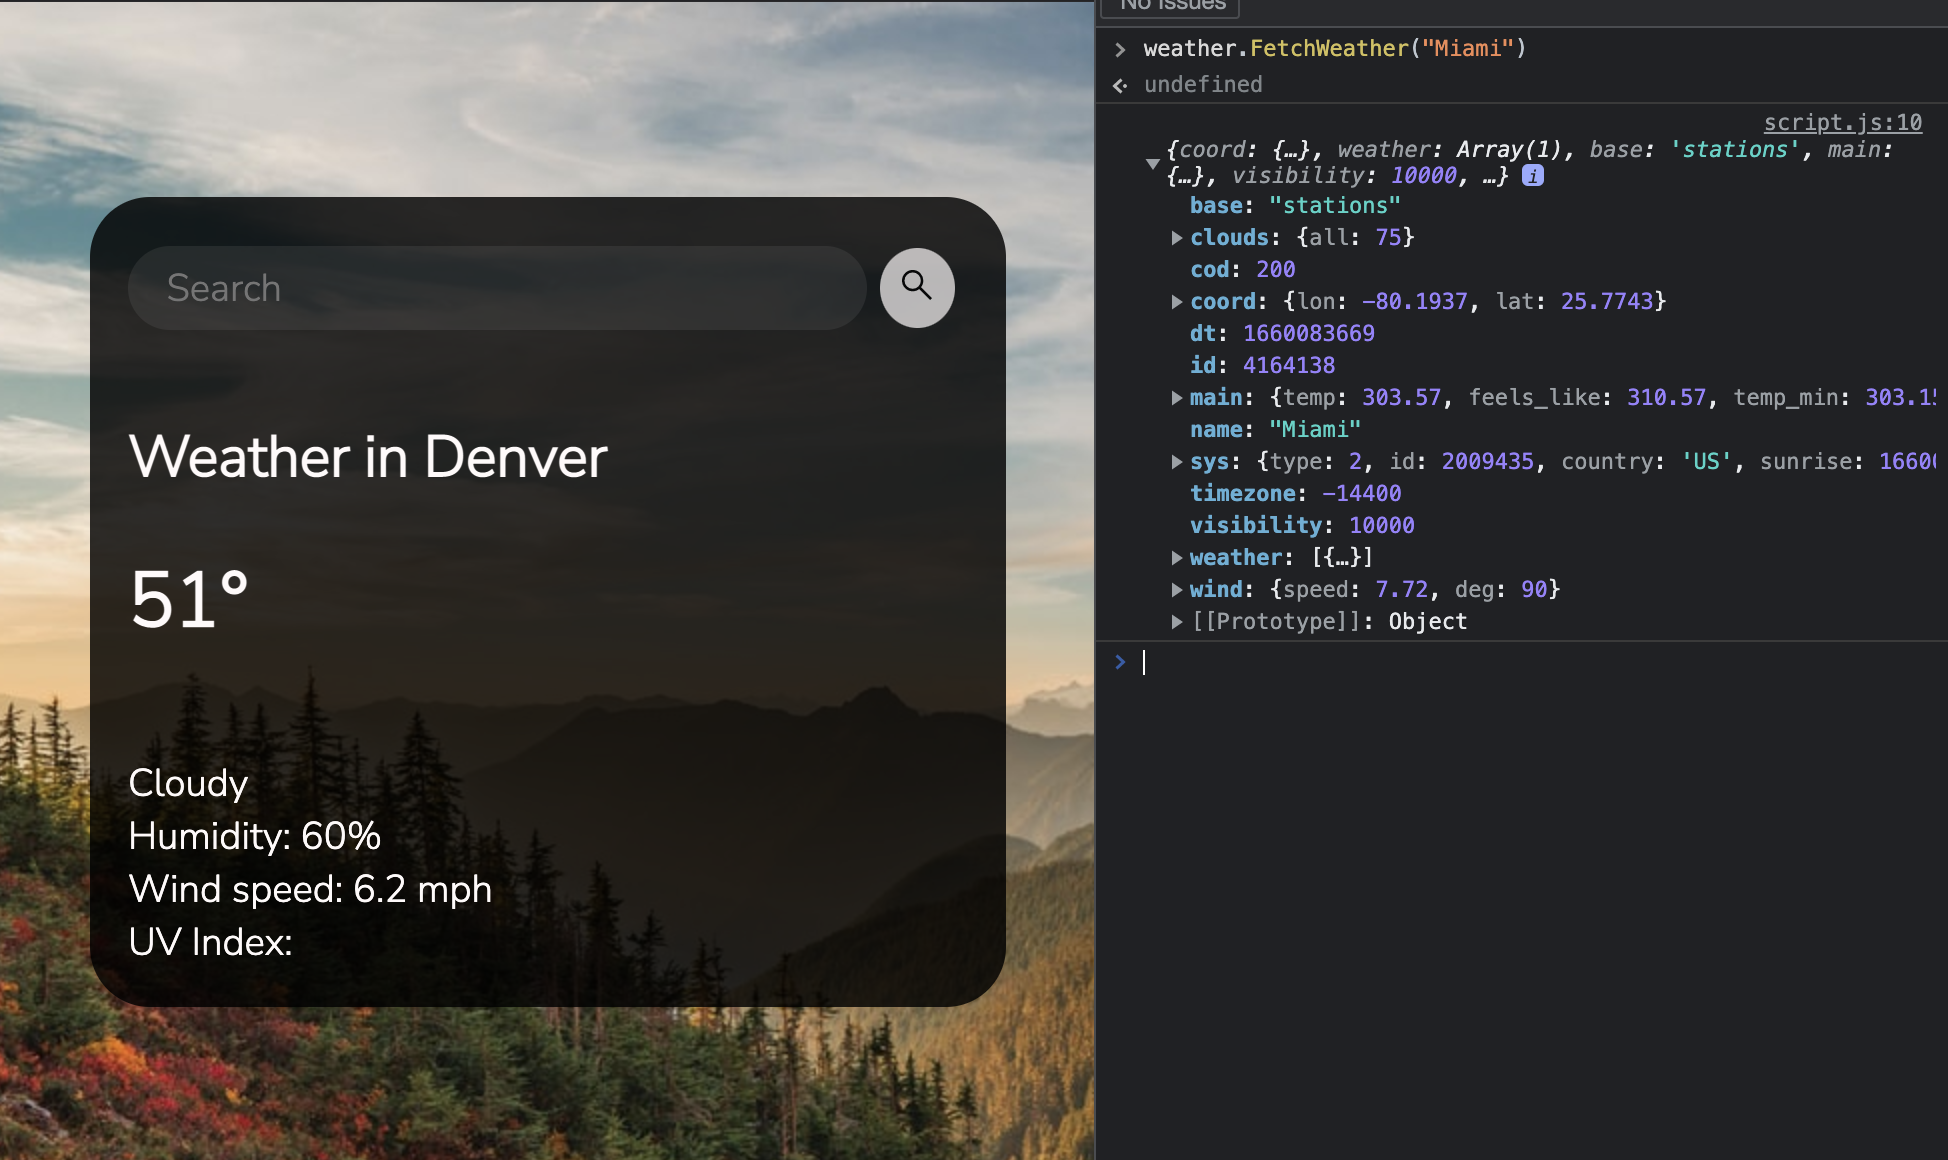 Search
Weather in Denver
51°
Cloudy
Humidity: 60%
Wind speed: 6.2 mph
UV Index:
No Issues
weather.FetchWeather("Miami")
undefined
script.js:10
{coord: {…}, weather: Array(1), base: 'stations', main:
{…}, visibility: 10000, …} i
base: "stations"
clouds: {all: 75}
cod: 200
coord: {lon: −80.1937, lat: 25.7743}
dt: 1660083669
id: 4164138
main: {temp: 303.57, feels_like: 310.57, temp_min: 303.15
name: "Miami"
sys: {type: 2, id: 2009435, country: 'US', sunrise: 1660
timezone: −14400
visibility: 10000
weather: [{…}]
wind: {speed: 7.72, deg: 90}
[[Prototype]]: Object